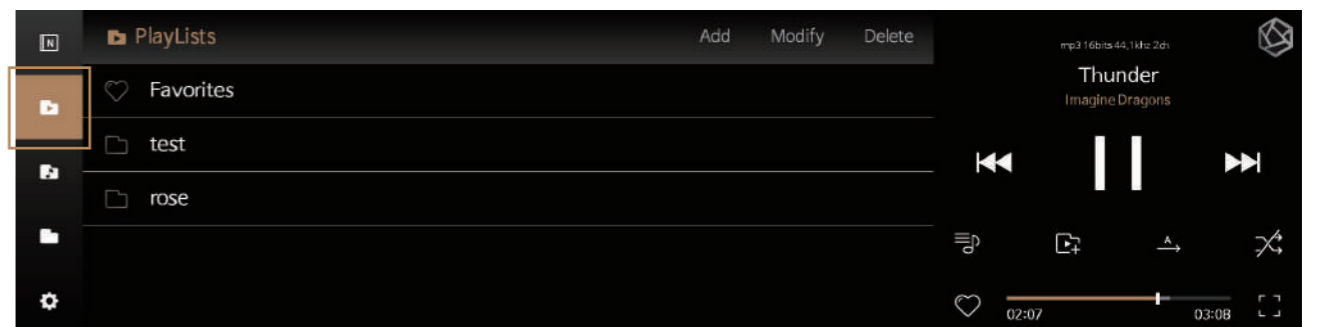 N
PlayLists Add Modify Delete
Favorites
test
rose
mp3 16bits 44,1khz 2ch
Thunder
Imagine Dragons
A
02:07 03:08